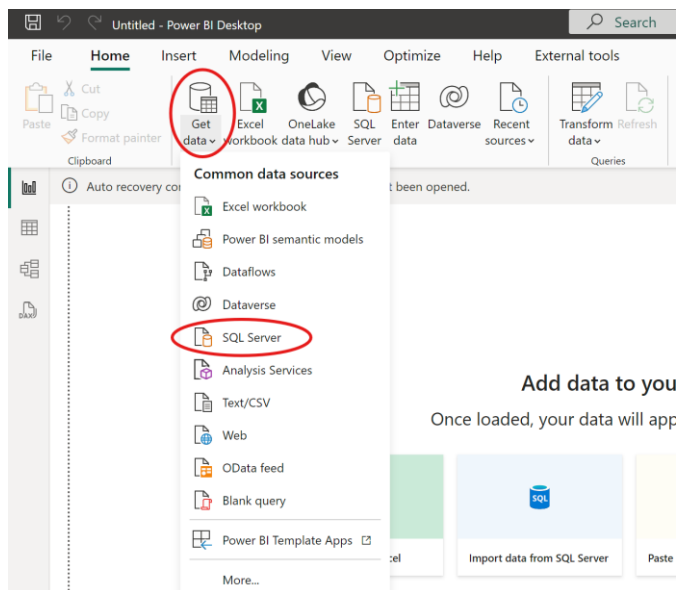 Untitled - Power BI Desktop
Search
File Home Insert Modeling View Optimize Help External tools
Paste
Cut
Copy
Format painter
Clipboard
Get data
Excel workbook
OneLake data hub
SQL Server
Enter data
Dataverse
Recent sources
Transform data
Refresh
Queries
Auto recovery co
t been opened.
Common data sources
Excel workbook
Power BI semantic models
Dataflows
Dataverse
SQL Server
Analysis Services
Text/CSV
Web
OData feed
Blank query
Power BI Template Apps
More...
DAX
Add data to you
Once loaded, your data will app
SQL
cel
Import data from SQL Server
Paste